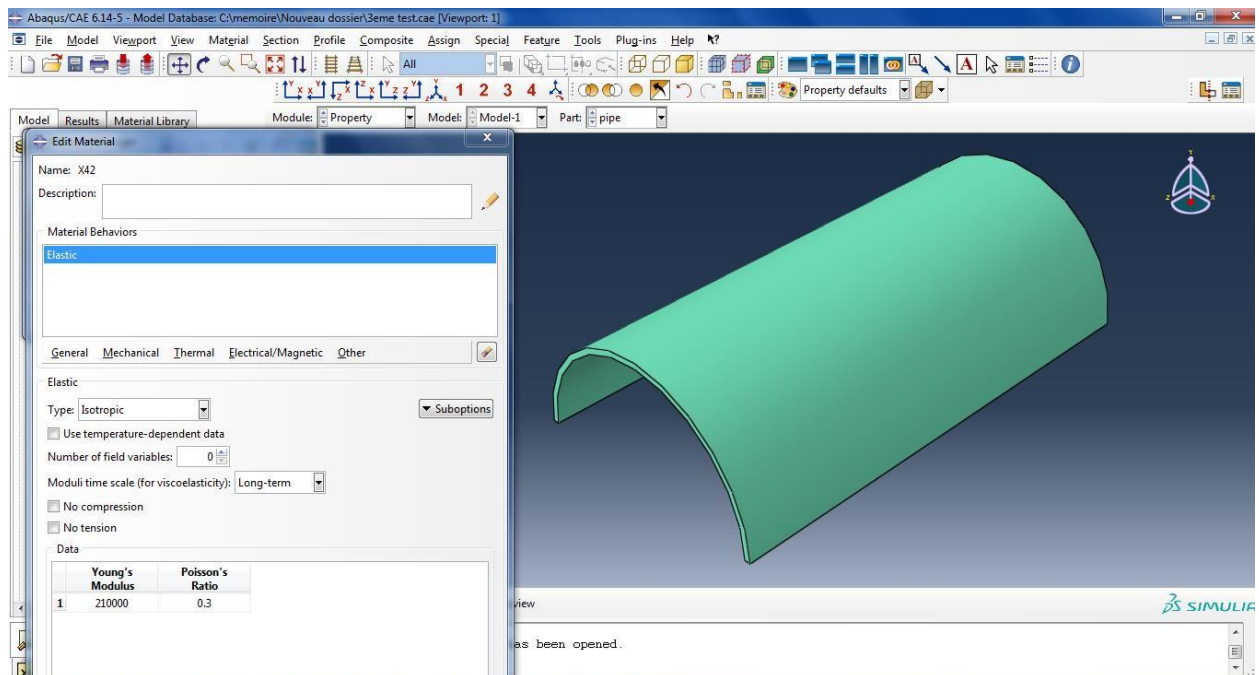 Abaqus/CAE 6.14-5 - Model Database: C:\memoire\Nouveau dossier\3eme test.cae [Viewport: 1]
File Model Viewport View Material Section Profile Composite Assign Special Feature Tools Plug-ins Help
All
1 2 3 4 Property defaults
Model Results Material Library Module: Property Model: Model-1 Part: pipe
Edit Material
Name: X42
Description:
Material Behaviors
Elastic
General Mechanical Thermal Electrical/Magnetic Other
Elastic
Type: Isotropic Suboptions
Use temperature-dependent data
Number of field variables: 0
Moduli time scale (for viscoelasticity): Long-term
No compression
No tension
Data
Young's Modulus Poisson's Ratio
1 210000 0.3
Y
Z X
view
SIMULIA
as been opened.